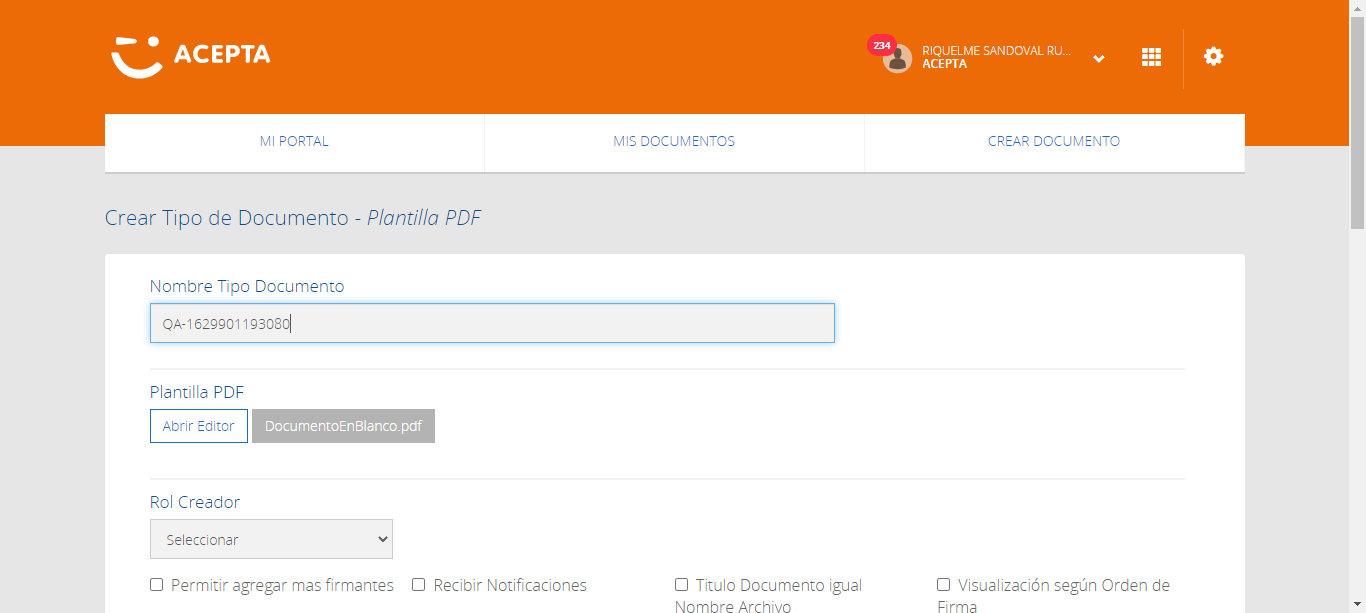 ACEPTA
234
RIQUELME SANDOVAL RU...
ACEPTA
MI PORTAL
MIS DOCUMENTOS
CREAR DOCUMENTO
Crear Tipo de Documento - Plantilla PDF
Nombre Tipo Documento
QA-1629901193080
Plantilla PDF
Abrir Editor
DocumentoEnBlanco.pdf
Rol Creador
Seleccionar
Permitir agregar mas firmantes
Recibir Notificaciones
Titulo Documento igual
Nombre Archivo
Visualización según Orden de
Firma